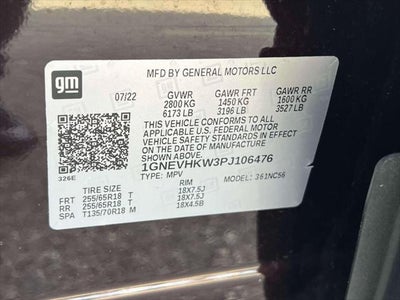 gm
MFD BY GENERAL MOTORS LLC
07/22 GVWR GAWR FRT GAWR RR
2800 KG 1450 KG 1600 KG
6173 LB 3196 LB 3527 LB
THIS VEHICLE CONFORMS TO ALL
APPLICABLE U.S. FEDERAL MOTOR
VEHICLE SAFETY STANDARDS IN
EFFECT ON THE DATE OF
MANUFACTURE SHOWN ABOVE.
1GNEVHKW3PJ106476
326E TYPE: MPV MODEL: 361NC56
TIRE SIZE RIM
FRT 255/65R18 T 18X7.5J
RR 255/65R18 T 18X7.5J
SPA T135/70R18 M 18X4.5B